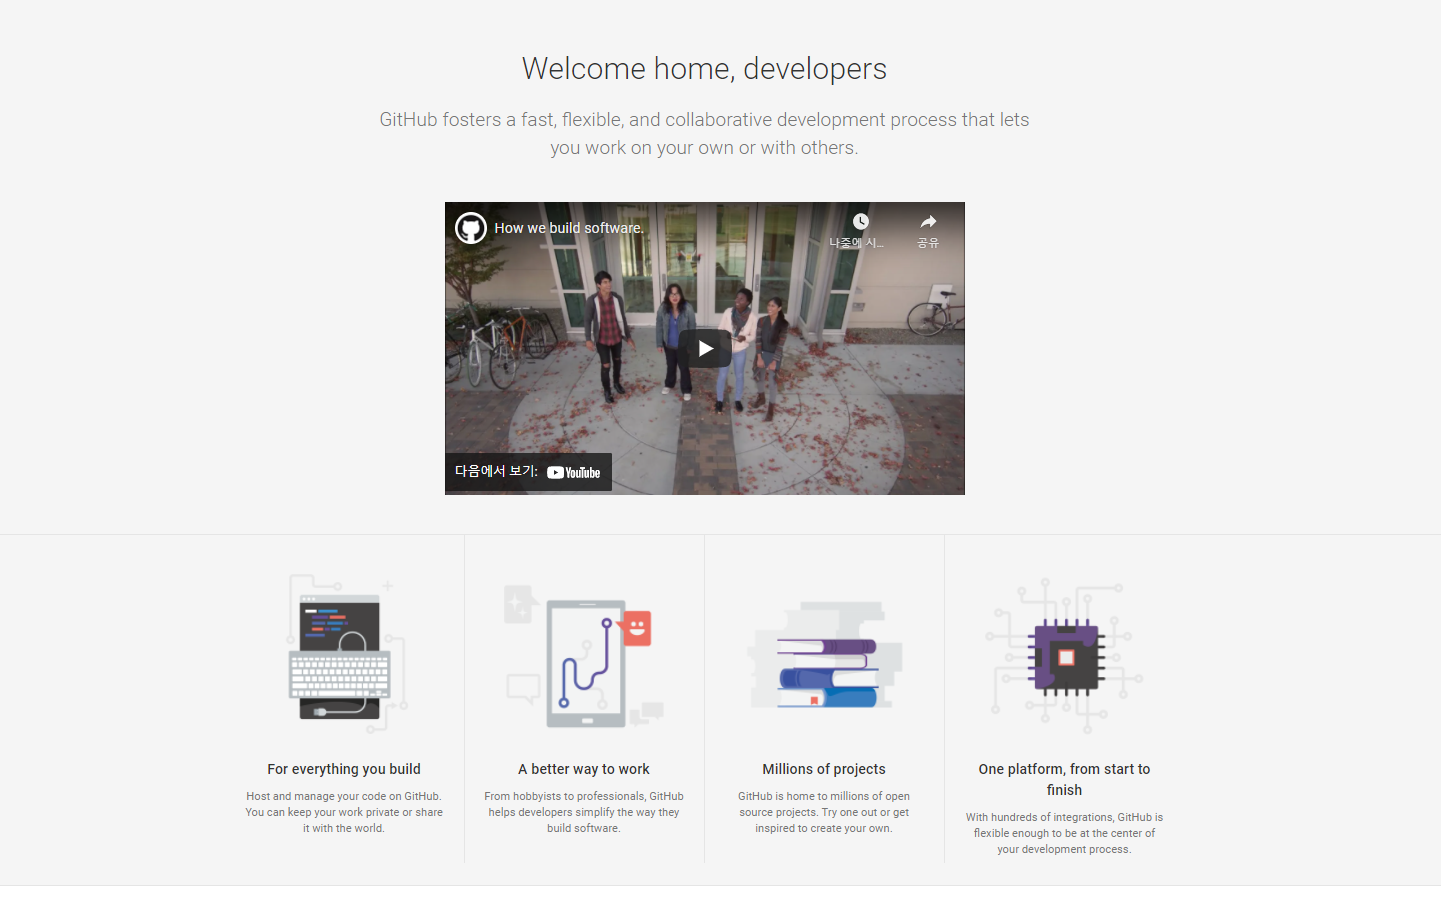 Welcome home, developers
GitHub fosters a fast, flexible, and collaborative development process that lets
you work on your own or with others.
How we build software.
나중에 시...
공유
다음에서 보기: YouTube
For everything you build
Host and manage your code on GitHub.
You can keep your work private or share
it with the world.
A better way to work
From hobbyists to professionals, GitHub
helps developers simplify the way they
build software.
Millions of projects
GitHub is home to millions of open
source projects. Try one out or get
inspired to create your own.
One platform, from start to
finish
With hundreds of integrations, GitHub is
flexible enough to be at the center of
your development process.